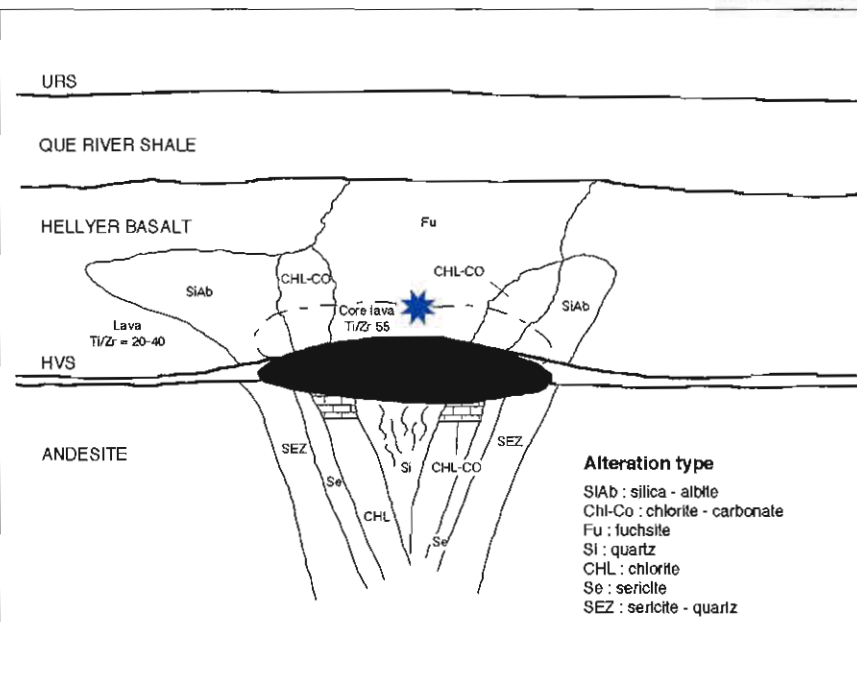 URS
QUE RIVER SHALE
HELLYER BASALT
Fu
CHL-CO
CHL-CO
SiAb
SiAb
Core lava
Ti/Zr 55
Lava
Ti/Zr = 20-40
HVS
ANDESITE
SEZ
SEZ
Si
CHL-CO
Se
CHL
Se
Alteration type
SiAb : silica - albite
Chl-Co : chlorite - carbonate
Fu : fuchsite
Si : quartz
CHL : chlorite
Se : sericite
SEZ : sericite - quartz